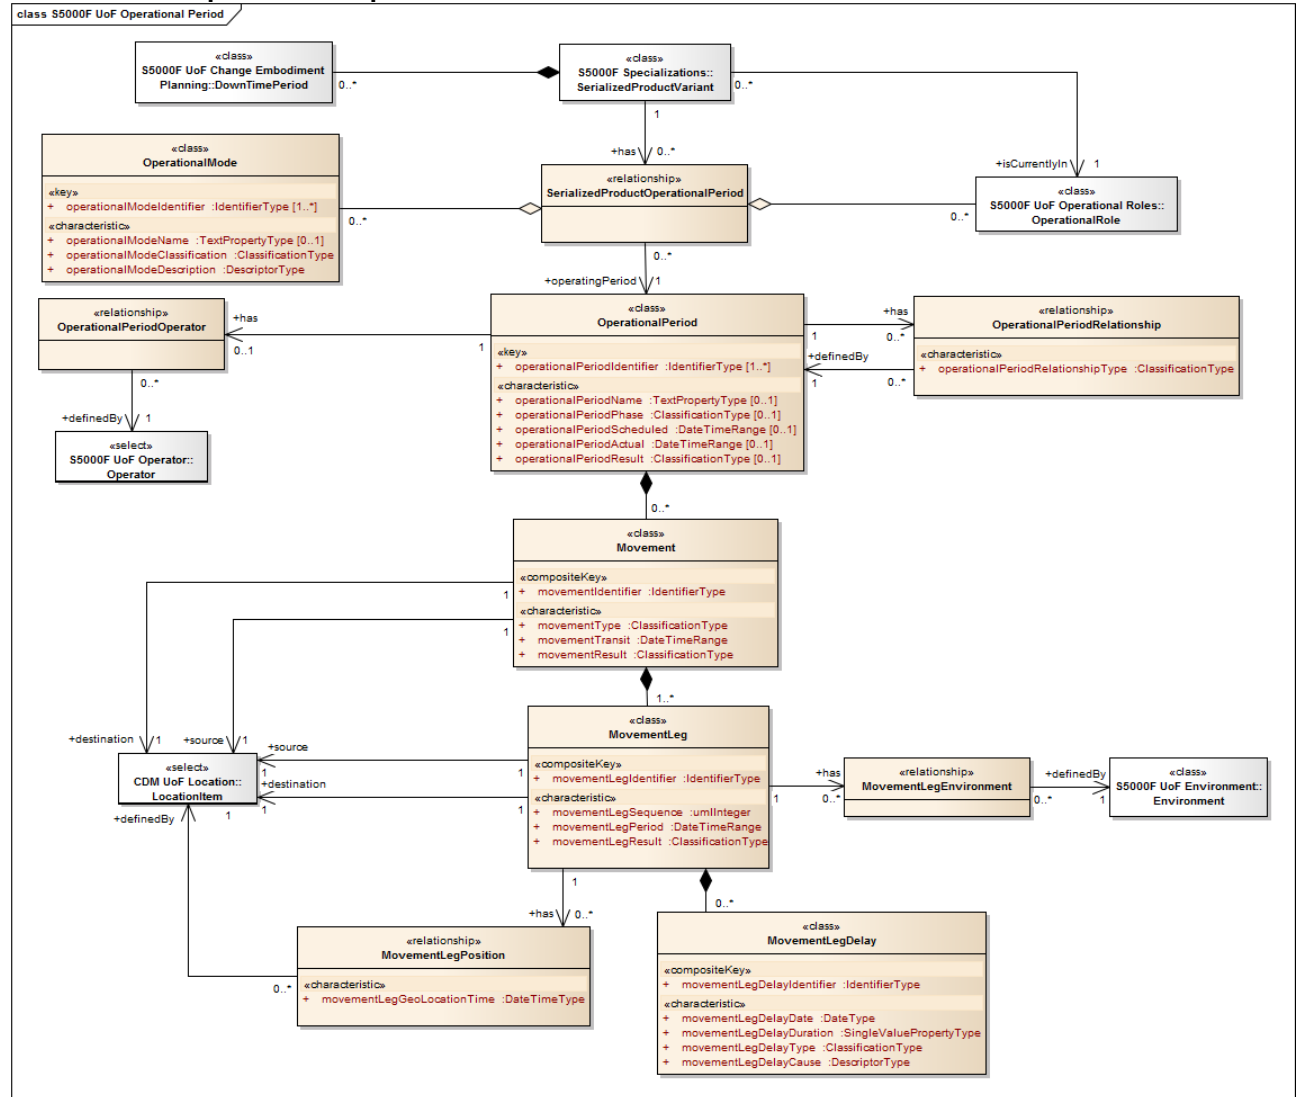 class S5000F UoF Operational Period
«class»
S5000F UoF Change Embodiment
Planning::DownTimePeriod
0..*
«class»
S5000F Specializations::
SerializedProductVariant
0..*
1
+has
0..*
+isCurrentlyIn
1
«class»
OperationalMode
«key»
+ operationalModeIdentifier :IdentifierType [1..*]
«characteristic»
+ operationalModeName :TextPropertyType [0..1]
+ operationalModeClassification :ClassificationType
+ operationalModeDescription :DescriptorType
0..*
«relationship»
SerializedProductOperationalPeriod
0..*
«class»
S5000F UoF Operational Roles::
OperationalRole
0..*
+operatingPeriod
1
«relationship»
OperationalPeriodOperator
+has
0..1
1
0..*
+definedBy
1
«select»
S5000F UoF Operator::
Operator
«class»
OperationalPeriod
«key»
+ operationalPeriodIdentifier :IdentifierType [1..*]
«characteristic»
+ operationalPeriodName :TextPropertyType [0..1]
+ operationalPeriodPhase :ClassificationType [0..1]
+ operationalPeriodScheduled :DateTimeRange [0..1]
+ operationalPeriodActual :DateTimeRange [0..1]
+ operationalPeriodResult :ClassificationType [0..1]
+has
1
0..*
+definedBy
1
0..*
«relationship»
OperationalPeriodRelationship
«characteristic»
+ operationalPeriodRelationshipType :ClassificationType
0..*
«class»
Movement
«compositeKey»
+ movementIdentifier :IdentifierType
«characteristic»
+ movementType :ClassificationType
+ movementTransit :DateTimeRange
+ movementResult :ClassificationType
1
1
1..*
+destination
1
+source
1
+source
1
1
+destination
1
1
«select»
CDM UoF Location::
LocationItem
+definedBy
1
«class»
MovementLeg
«compositeKey»
+ movementLegIdentifier :IdentifierType
«characteristic»
+ movementLegSequence :umlInteger
+ movementLegPeriod :DateTimeRange
+ movementLegResult :ClassificationType
+has
1
0..*
«relationship»
MovementLegEnvironment
+definedBy
0..*
1
«class»
S5000F UoF Environment::
Environment
1
+has
0..*
0..*
«relationship»
MovementLegPosition
«characteristic»
+ movementLegGeoLocationTime :DateTimeType
0..*
«class»
MovementLegDelay
«compositeKey»
+ movementLegDelayIdentifier :IdentifierType
«characteristic»
+ movementLegDelayDate :DateType
+ movementLegDelayDuration :SingleValuePropertyType
+ movementLegDelayType :ClassificationType
+ movementLegDelayCause :DescriptorType